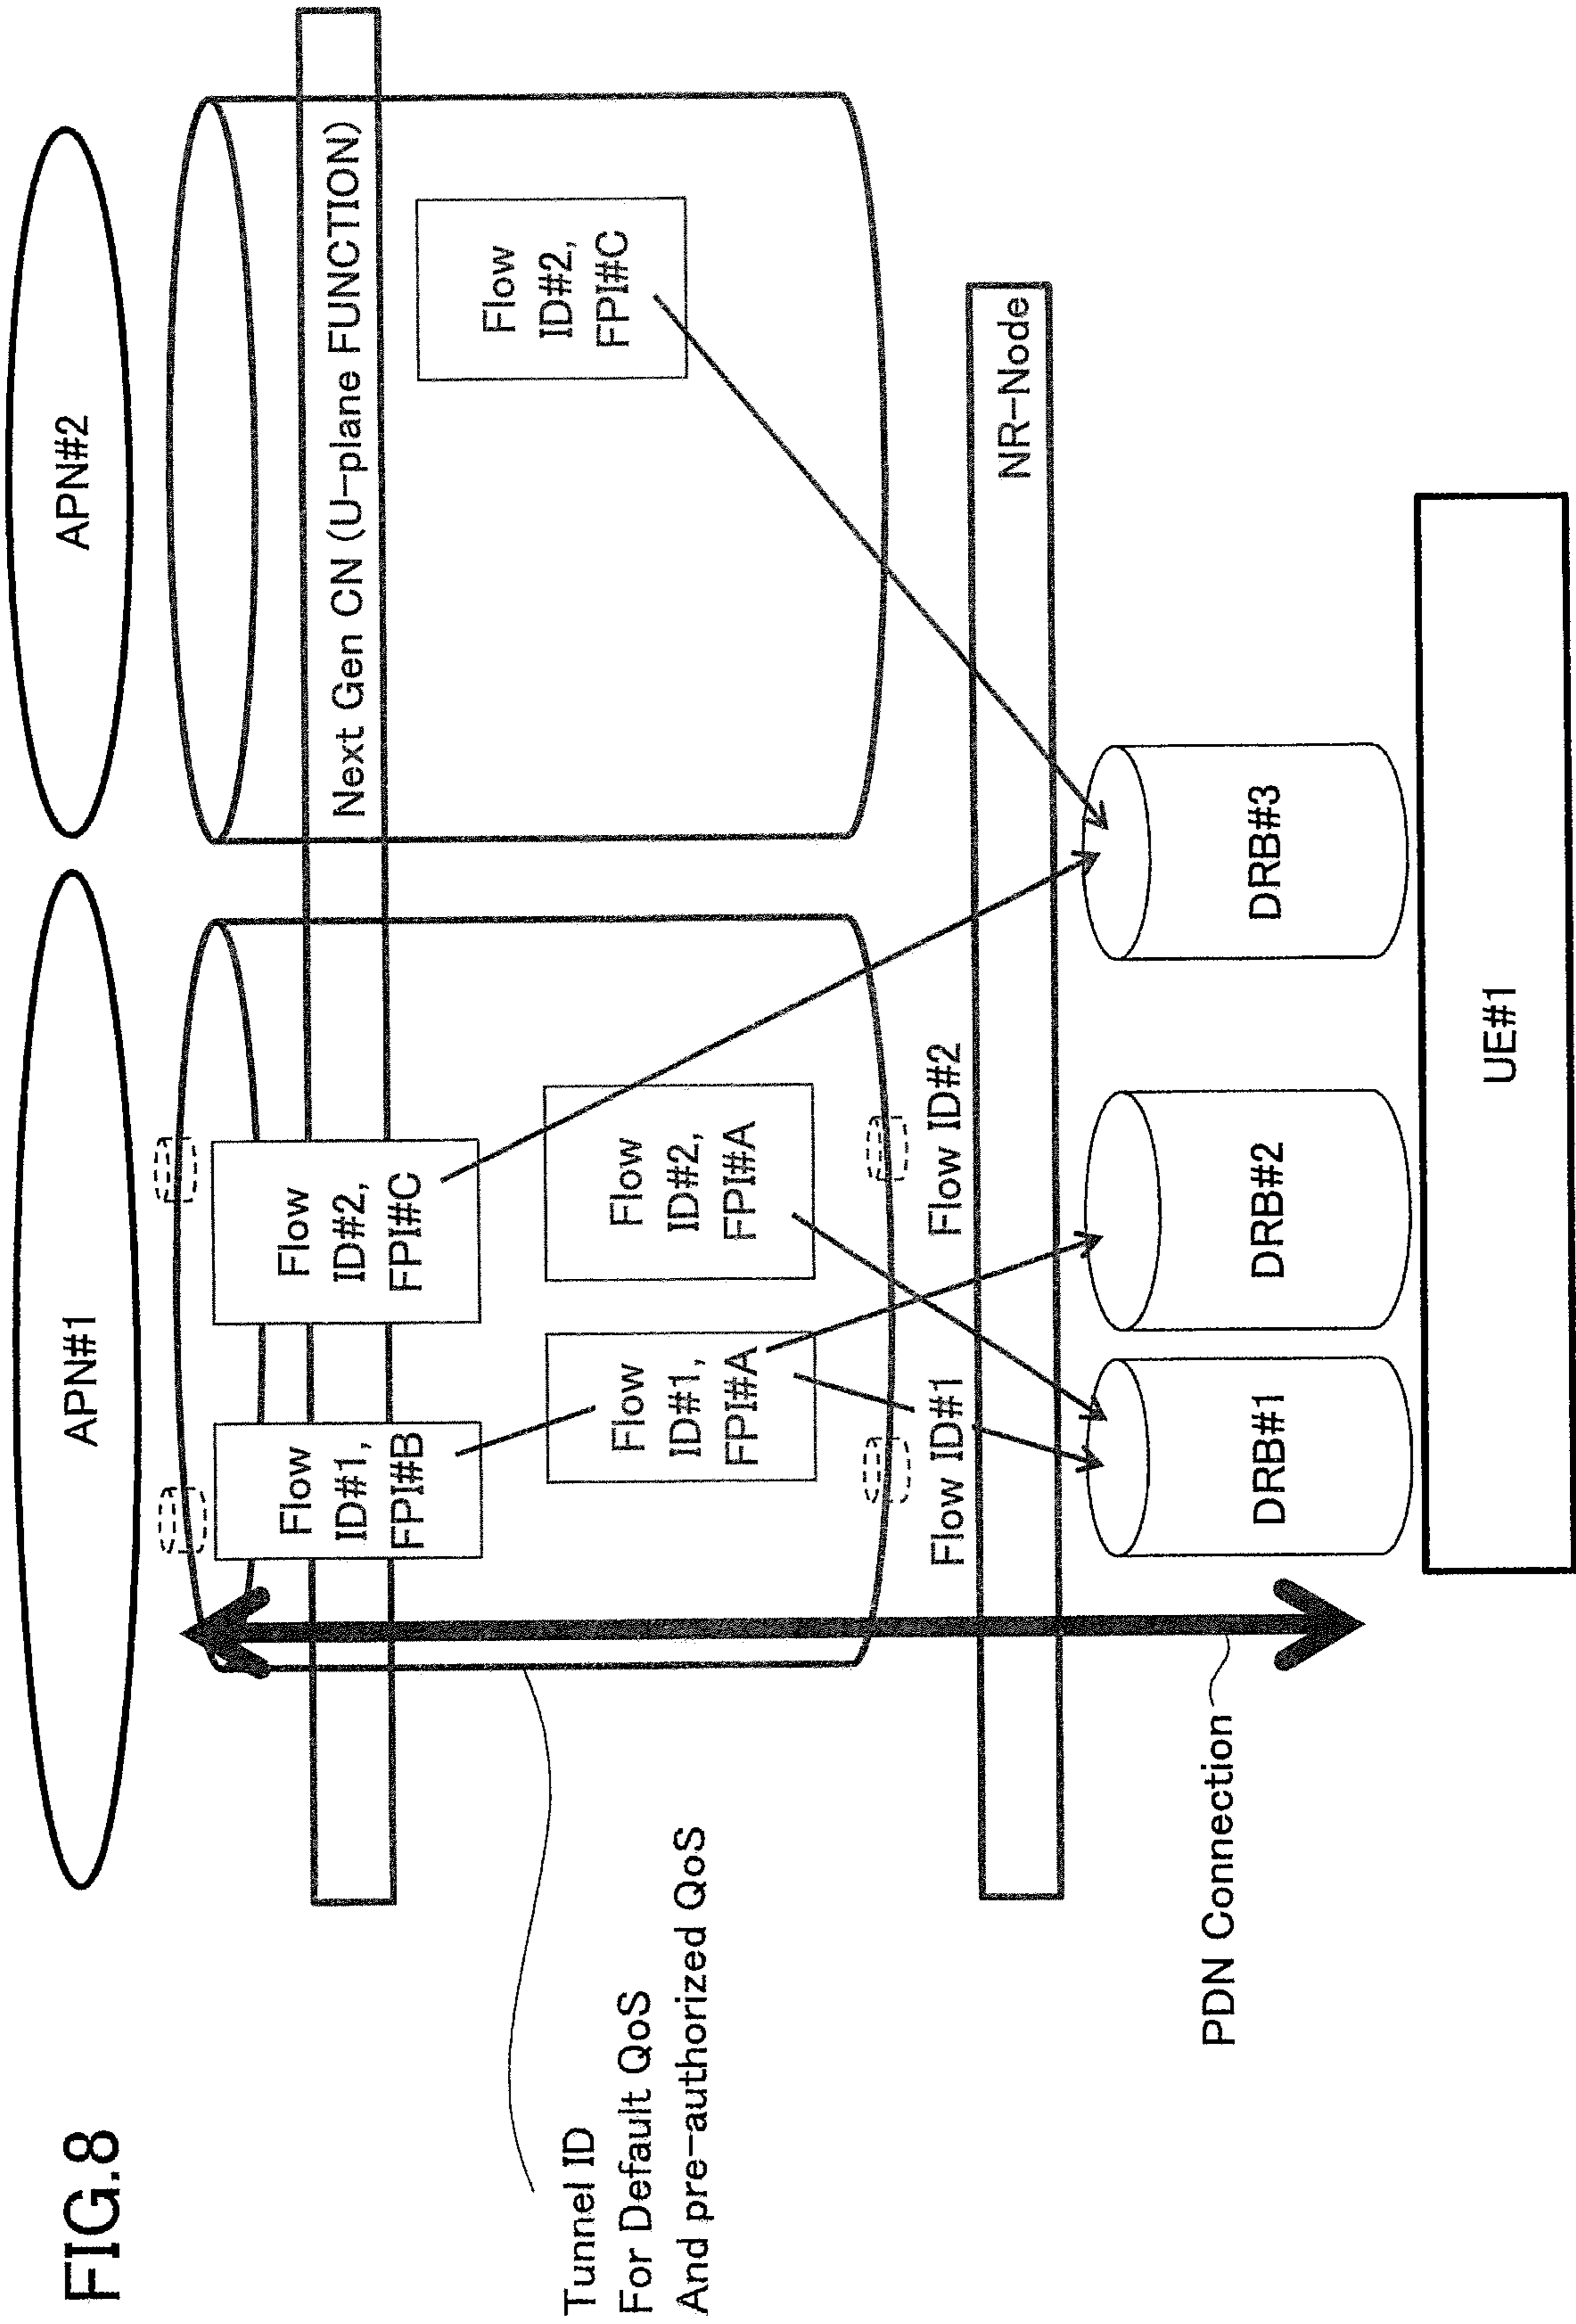 FIG.8
APN#1
APN#2
Next Gen CN (U-plane FUNCTION)
Flow
ID#1,
FPI#B
Flow
ID#2,
FPI#C
Flow
ID#2,
FPI#C
Flow
ID#1,
FPI#A
Flow
ID#2,
FPI#A
Tunnel ID
For Default QoS
And pre-authorized QoS
Flow ID#1
Flow ID#2
NR-Node
PDN Connection
DRB#1
DRB#2
DRB#3
UE#1